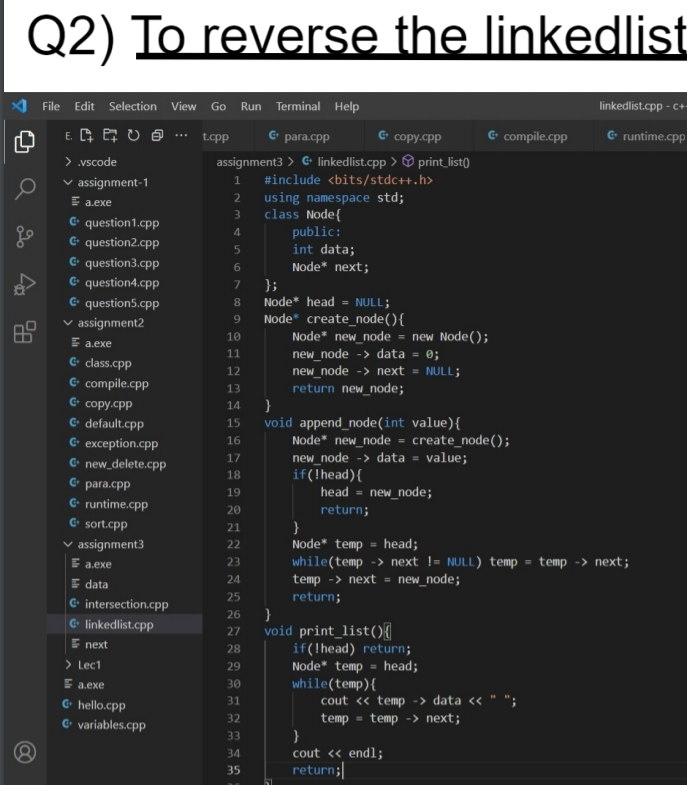 Q2) To reverse the linkedlist
File Edit Selection View Go Run Terminal Help
linkedlist.cpp - c++
E.
t.cpp
para.cpp
copy.cpp
compile.cpp
runtime.cpp
.vscode
assignment-1
a.exe
question1.cpp
question2.cpp
question3.cpp
question4.cpp
question5.cpp
assignment2
a.exe
class.cpp
compile.cpp
copy.cpp
default.cpp
exception.cpp
new_delete.cpp
para.cpp
runtime.cpp
sort.cpp
assignment3
a.exe
data
intersection.cpp
linkedlist.cpp
next
Lec1
a.exe
hello.cpp
variables.cpp
assignment3 > linkedlist.cpp > print_list()
1 #include <bits/stdc++.h>
2 using namespace std;
3 class Node{
4 public:
5 int data;
6 Node* next;
7 };
8 Node* head = NULL;
9 Node* create_node(){
10 Node* new_node = new Node();
11 new_node -> data = 0;
12 new_node -> next = NULL;
13 return new_node;
14 }
15 void append_node(int value){
16 Node* new_node = create_node();
17 new_node -> data = value;
18 if(!head){
19 head = new_node;
20 return;
21 }
22 Node* temp = head;
23 while(temp -> next != NULL) temp = temp -> next;
24 temp -> next = new_node;
25 return;
26 }
27 void print_list(){
28 if(!head) return;
29 Node* temp = head;
30 while(temp){
31 cout << temp -> data << " ";
32 temp = temp -> next;
33 }
34 cout << endl;
35 return;